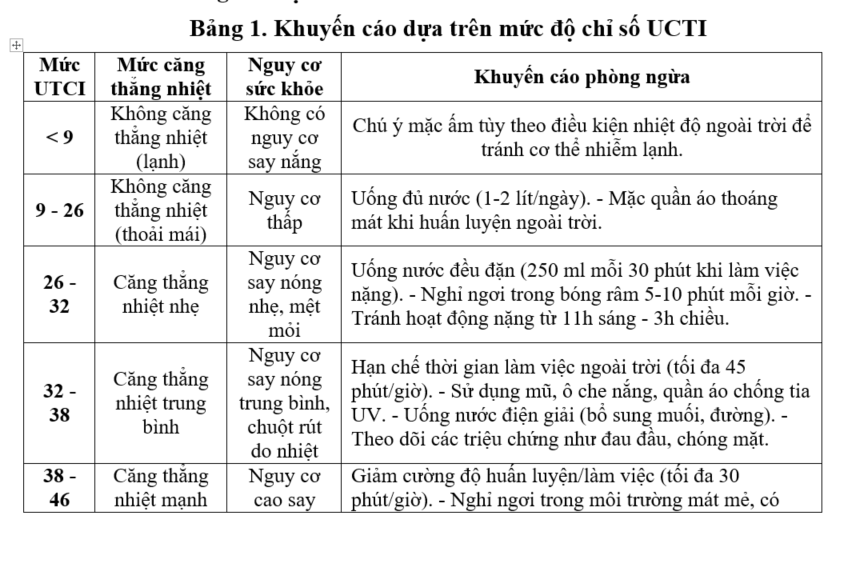 Bảng 1. Khuyến cáo dựa trên mức độ chỉ số UCTI
Mức UTCI
Mức căng thẳng nhiệt
Nguy cơ sức khỏe
Khuyến cáo phòng ngừa
< 9
Không căng
thẳng nhiệt
(lạnh)
Không có
nguy cơ
say nắng
Chú ý mặc ấm tùy theo điều kiện nhiệt độ ngoài trời để
tránh cơ thể nhiễm lạnh.
9 - 26
Không căng
thẳng nhiệt
(thoải mái)
Nguy cơ
thấp
Uống đủ nước (1-2 lít/ngày). - Mặc quần áo thoáng
mát khi huấn luyện ngoài trời.
26 -
32
Căng thẳng
nhiệt nhẹ
Nguy cơ
say nóng
nhẹ, mệt
mỏi
Uống nước đều đặn (250 ml mỗi 30 phút khi làm việc
nặng). - Nghỉ ngơi trong bóng râm 5-10 phút mỗi giờ. -
Tránh hoạt động nặng từ 11h sáng - 3h chiều.
32 -
38
Căng thẳng
nhiệt trung
bình
Nguy cơ
say nóng
trung bình,
chuột rút
do nhiệt
Hạn chế thời gian làm việc ngoài trời (tối đa 45
phút/giờ). - Sử dụng mũ, ô che nắng, quần áo chống tia
UV. - Uống nước điện giải (bổ sung muối, đường). -
Theo dõi các triệu chứng như đau đầu, chóng mặt.
38 -
46
Căng thẳng
nhiệt mạnh
Nguy cơ
cao say
Giảm cường độ huấn luyện/làm việc (tối đa 30
phút/giờ). - Nghỉ ngơi trong môi trường mát mẻ, có